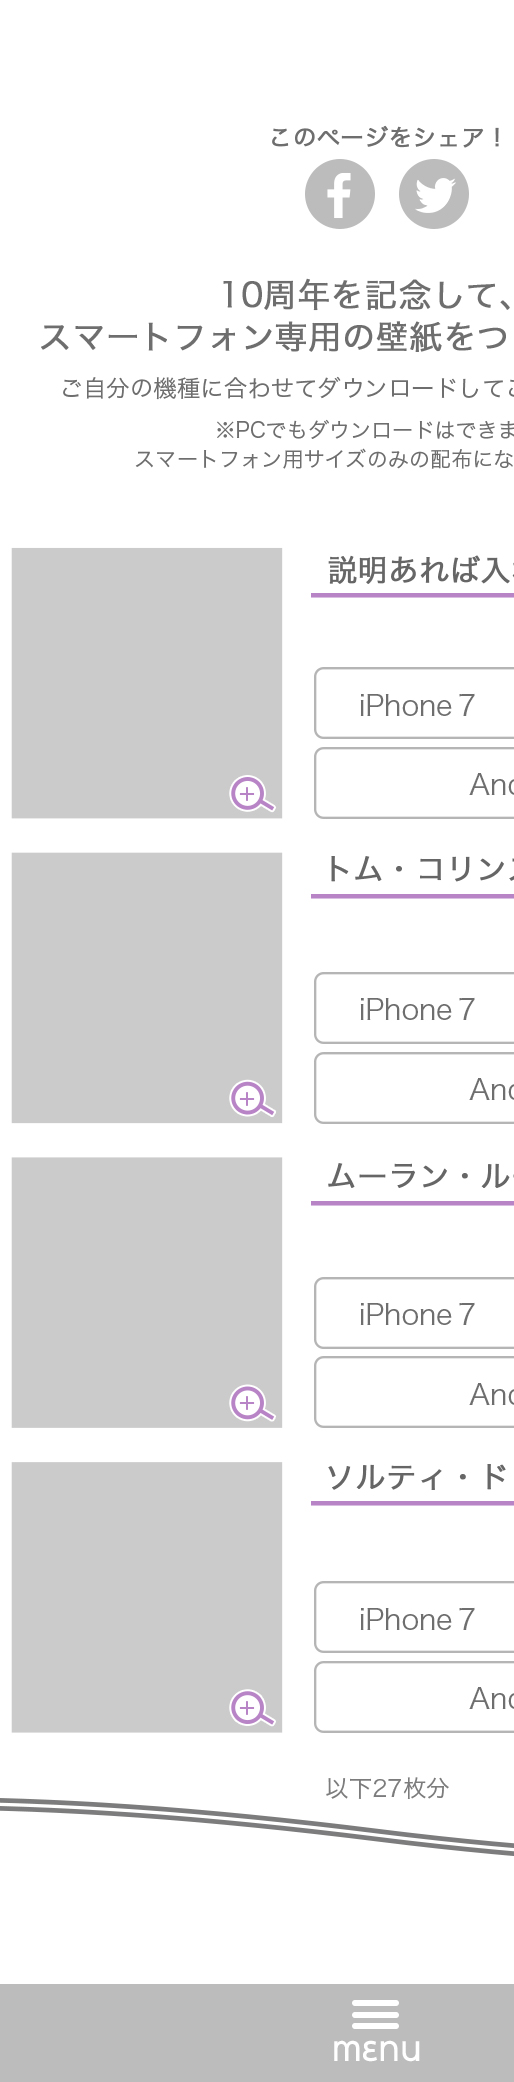 このページをシェア！
10周年を記念して、
スマートフォン専用の壁紙をつ
ご自分の機種に合わせてダウンロードしてこ
※PCでもダウンロードはできま
スマートフォン用サイズのみの配布にな
説明あれば入
iPhone 7
And
トム・コリンス
iPhone 7
And
ムーラン・ル
iPhone 7
And
ソルティ・ド
iPhone 7
And
以下27枚分
mεnu